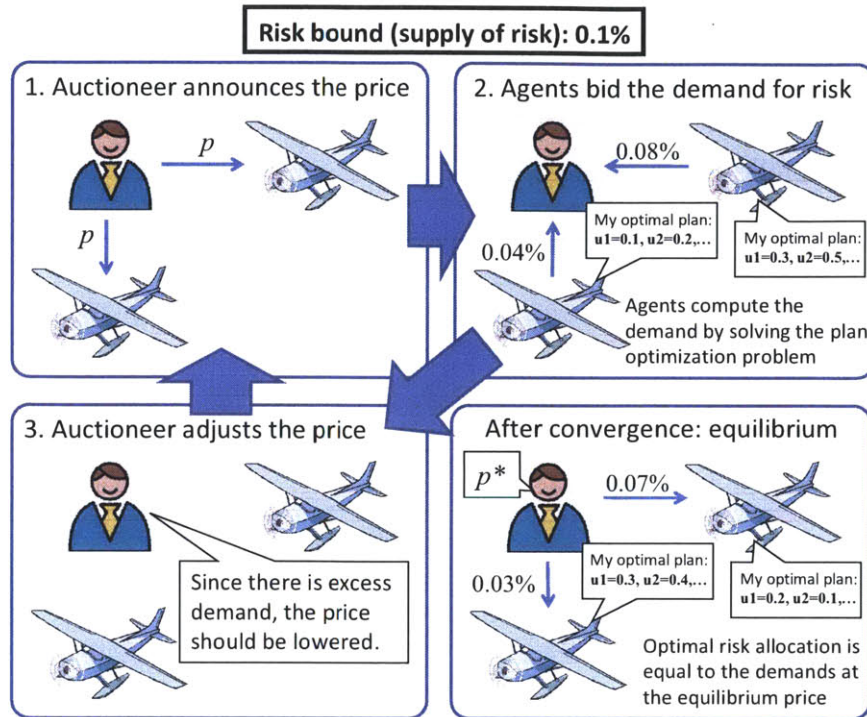 Risk bound (supply of risk): 0.1%
1. Auctioneer announces the price
p
p
2. Agents bid the demand for risk
0.08%
My optimal plan:
u1=0.1, u2=0.2,...
My optimal plan:
u1=0.3, u2=0.5,...
0.04%
Agents compute the
demand by solving the plan
optimization problem
3. Auctioneer adjusts the price
Since there is excess
demand, the price
should be lowered.
After convergence: equilibrium
p*
0.07%
My optimal plan:
u1=0.3, u2=0.4,...
My optimal plan:
u1=0.2, u2=0.1,...
0.03%
Optimal risk allocation is
equal to the demands at
the equilibrium price